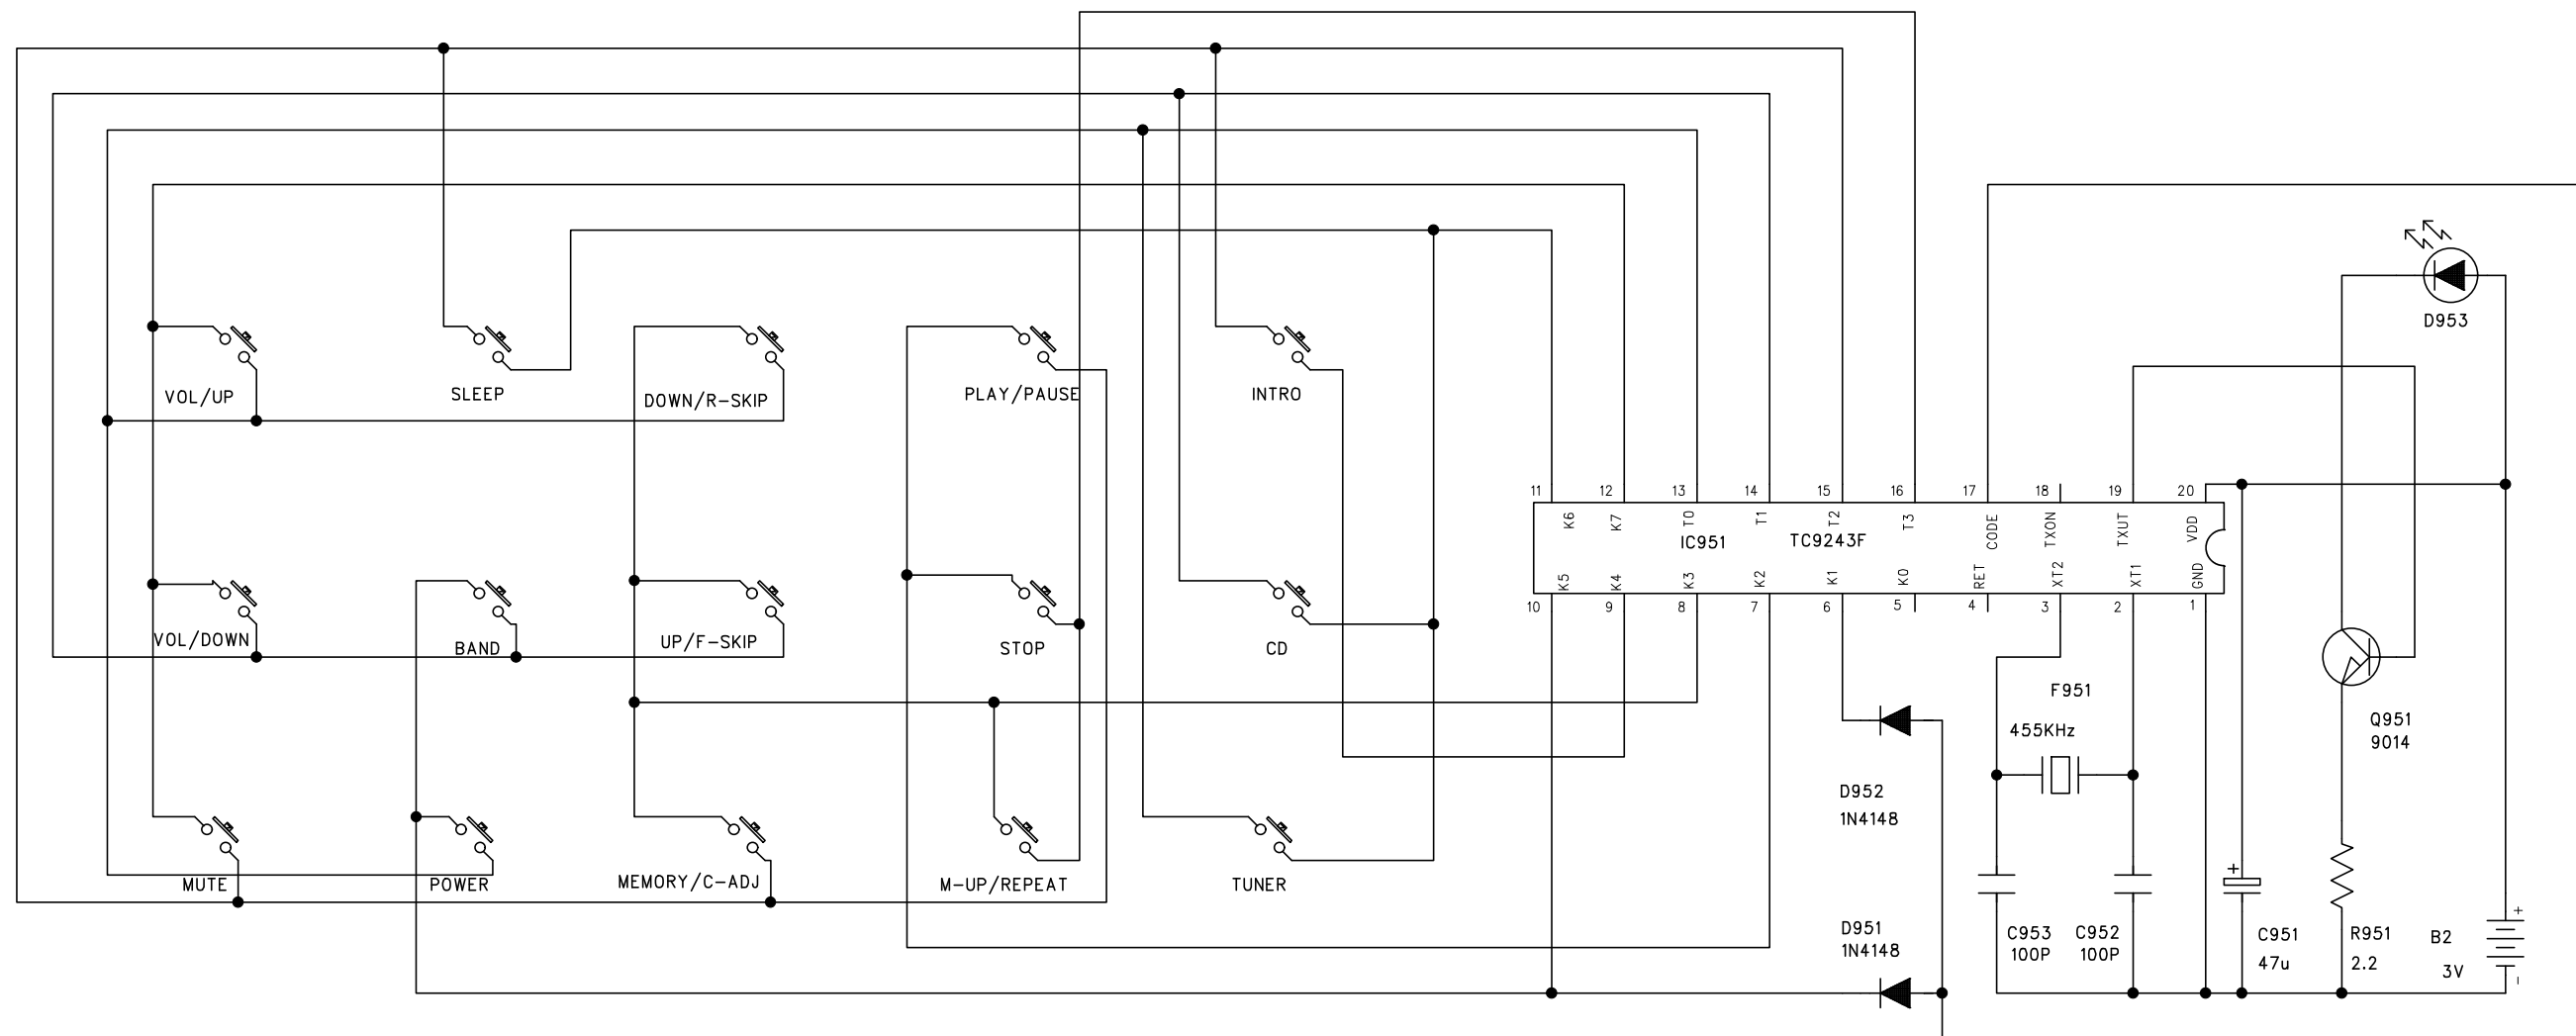 D953
VOL/UP
SLEEP
DOWN/R-SKIP
PLAY/PAUSE
INTRO
11 12 13 14 15 16 17 18 19 20
K6 K7 T0 T1 T2 T3 CODE TXON TXUT VDD
IC951 TC9243F
K5 K4 K3 K2 K1 K0 RET XT2 XT1 GND
10 9 8 7 6 5 4 3 2 1
VOL/DOWN
BAND
UP/F-SKIP
STOP
CD
F951
455KHz
Q951
9014
D952
1N4148
MUTE
POWER
MEMORY/C-ADJ
M-UP/REPEAT
TUNER
D951
1N4148
C953
100P
C952
100P
+
C951
47u
R951
2.2
B2
3V
+
-